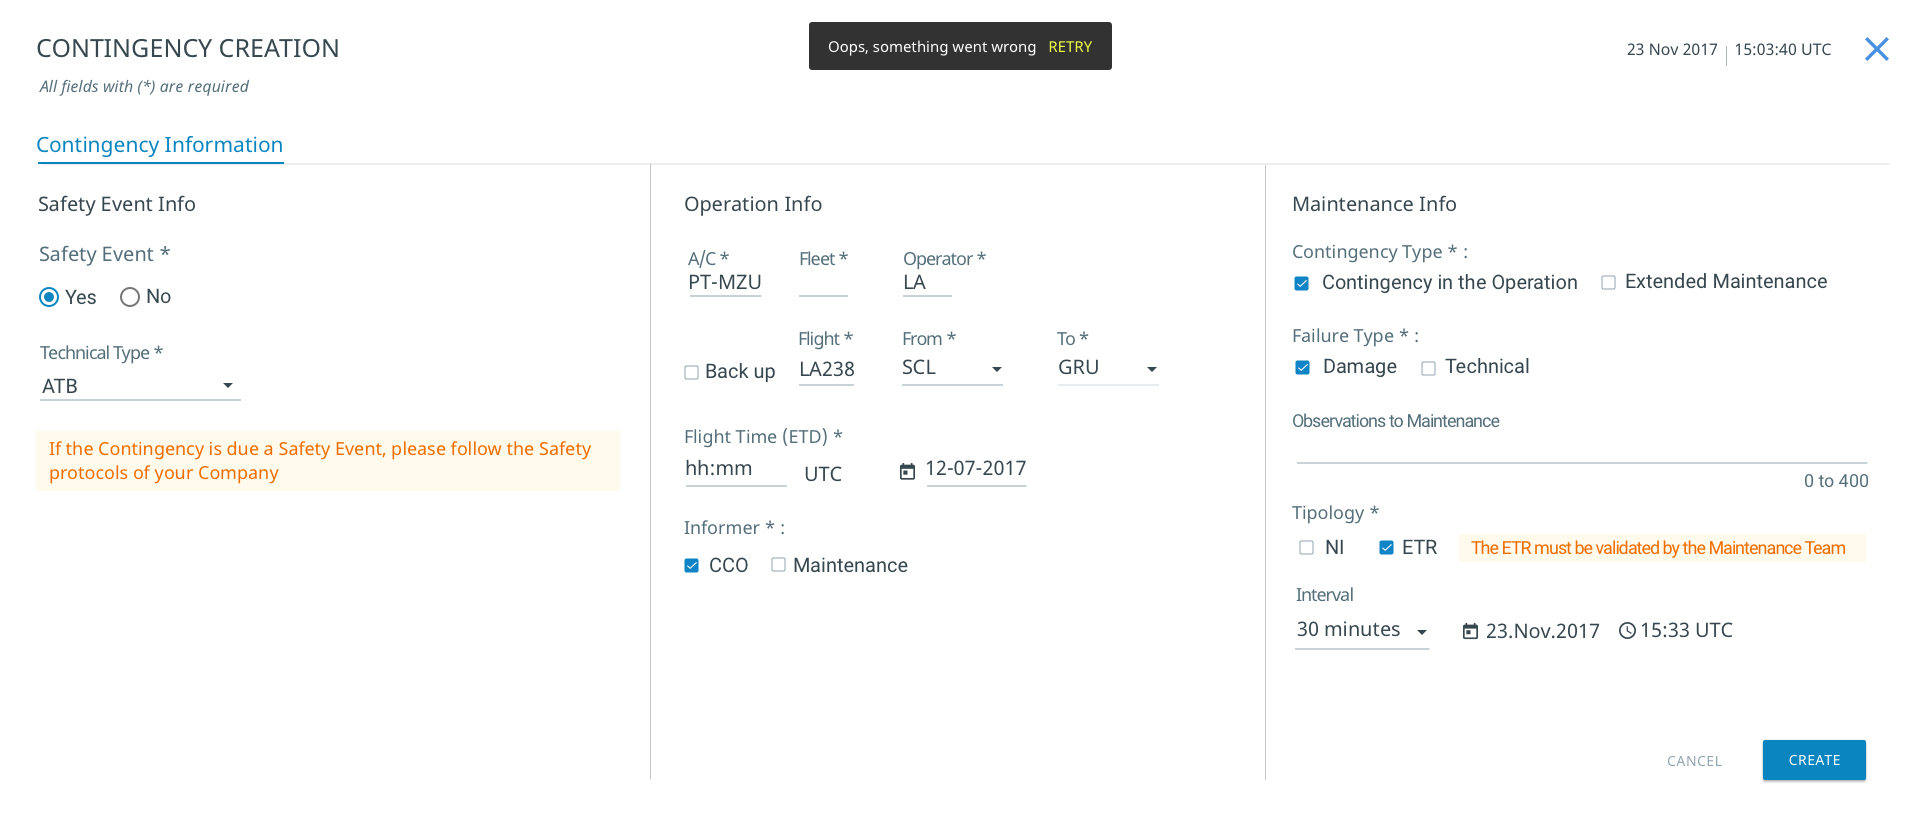 CONTINGENCY CREATION
All fields with (*) are required
Oops, something went wrong RETRY
23 Nov 2017 15:03:40 UTC
Contingency Information
Safety Event Info
Safety Event *
Yes No
Technical Type *
ATB
If the Contingency is due a Safety Event, please follow the Safety
protocols of your Company
Operation Info
A/C * Fleet * Operator *
PT-MZU LA
Flight * From * To *
Back up LA238 SCL GRU
Flight Time (ETD) *
hh:mm UTC 12-07-2017
Informer * :
CCO Maintenance
Maintenance Info
Contingency Type * :
Contingency in the Operation Extended Maintenance
Failure Type * :
Damage Technical
Observations to Maintenance
0 to 400
Tipology *
NI ETR The ETR must be validated by the Maintenance Team
Interval
30 minutes 23.Nov.2017 15:33 UTC
CANCEL CREATE